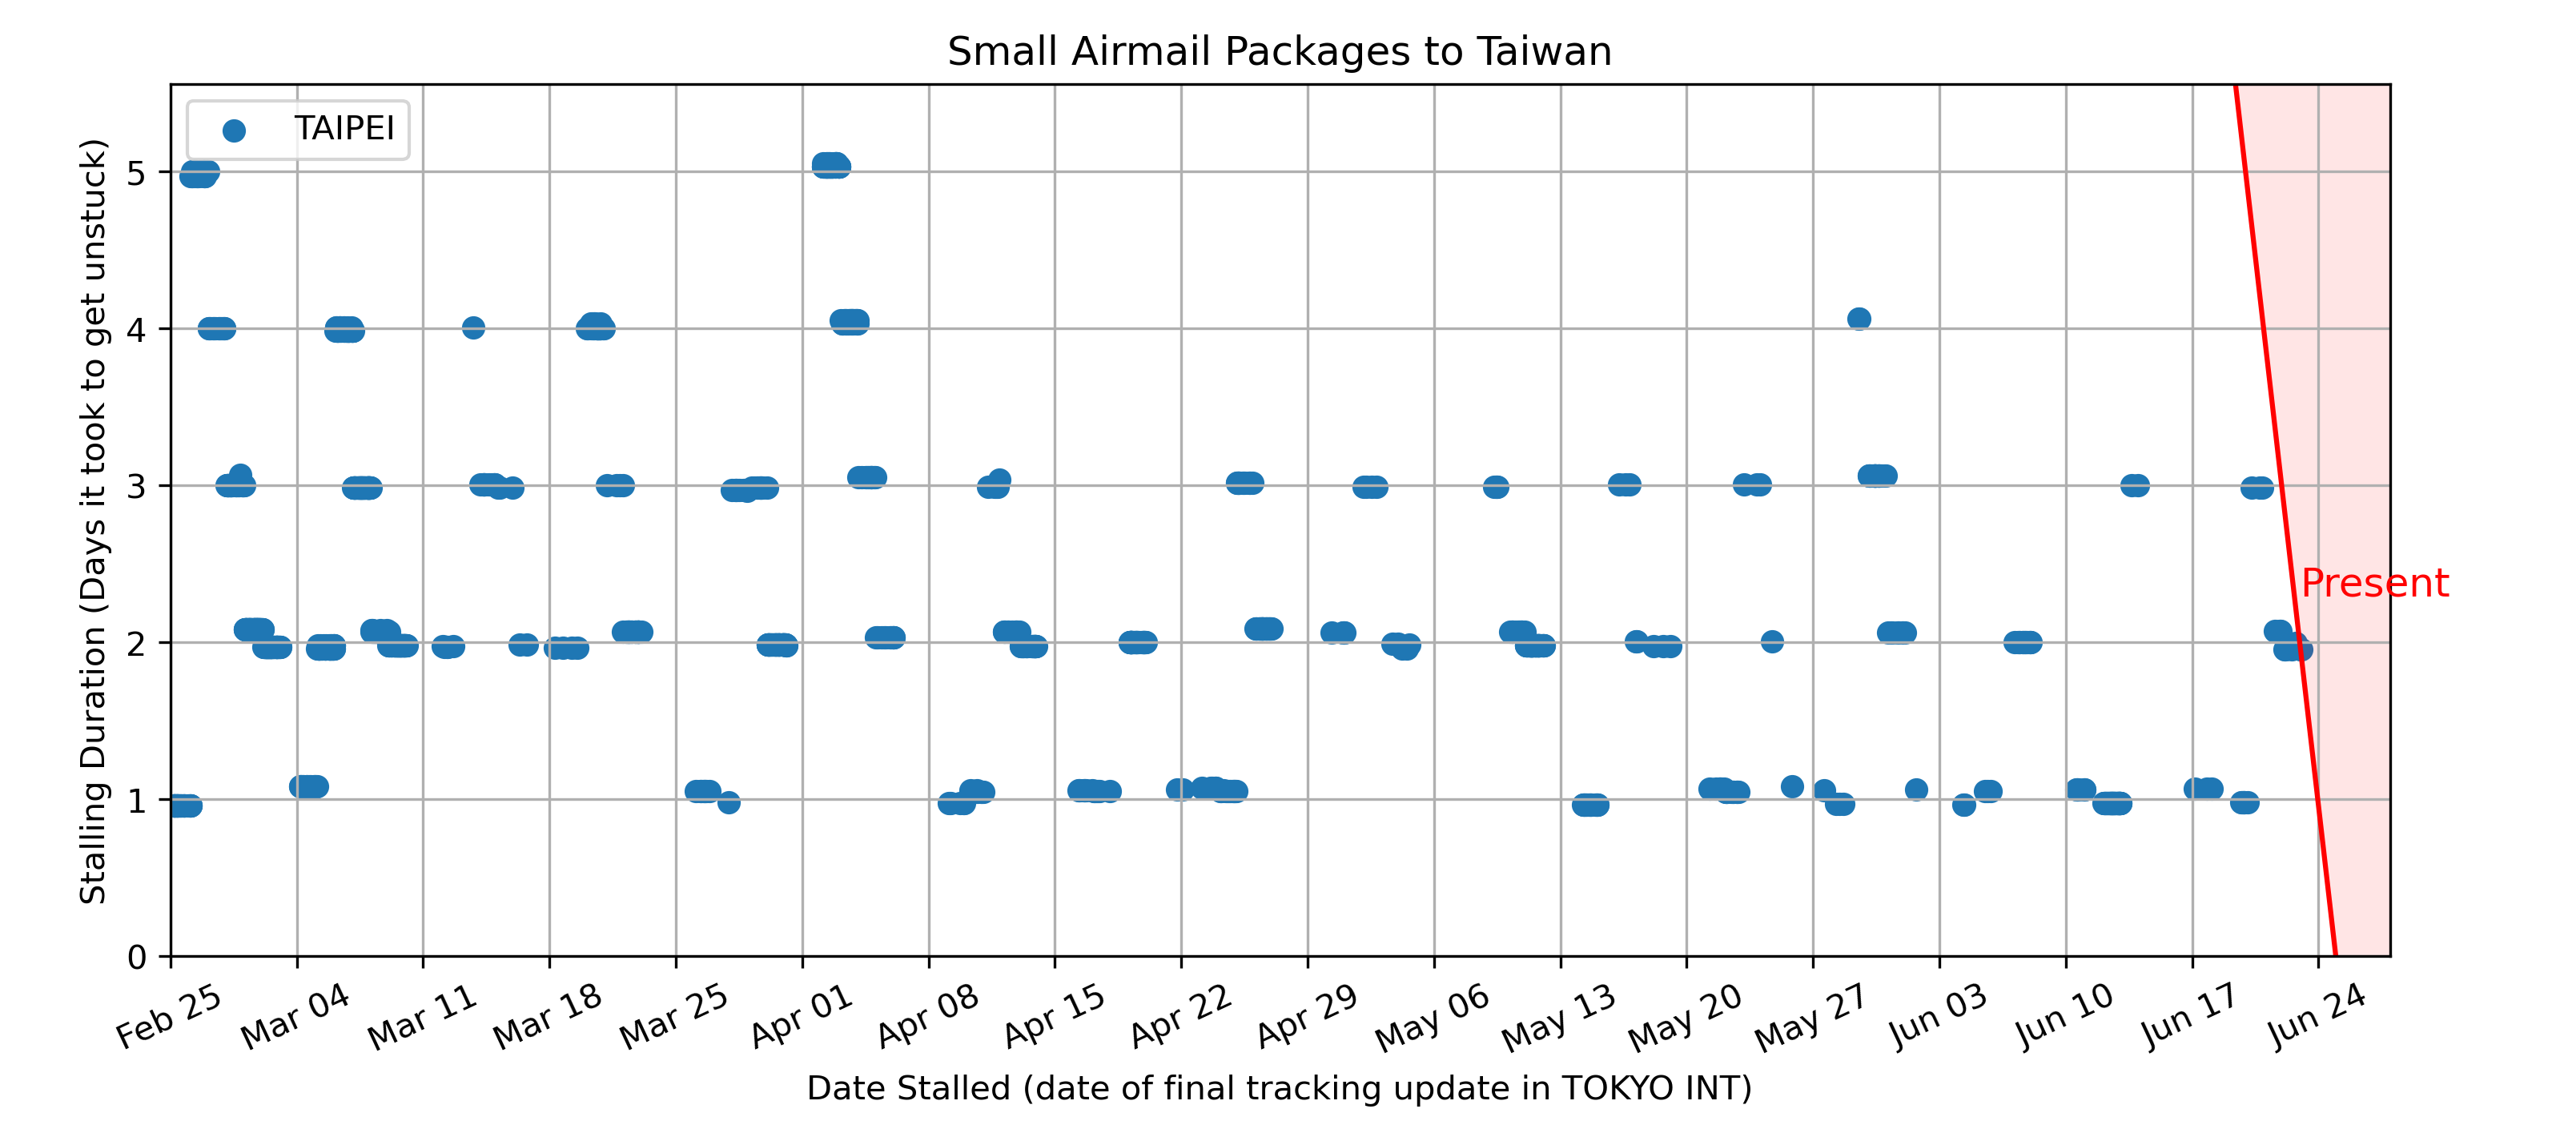 Small Airmail Packages to Taiwan
TAIPEI
Stalling Duration (Days it took to get unstuck)
5
4
3
2
1
0
Present
Feb 25
Mar 04
Mar 11
Mar 18
Mar 25
Apr 01
Apr 08
Apr 15
Apr 22
Apr 29
May 06
May 13
May 20
May 27
Jun 03
Jun 10
Jun 17
Jun 24
Date Stalled (date of final tracking update in TOKYO INT)